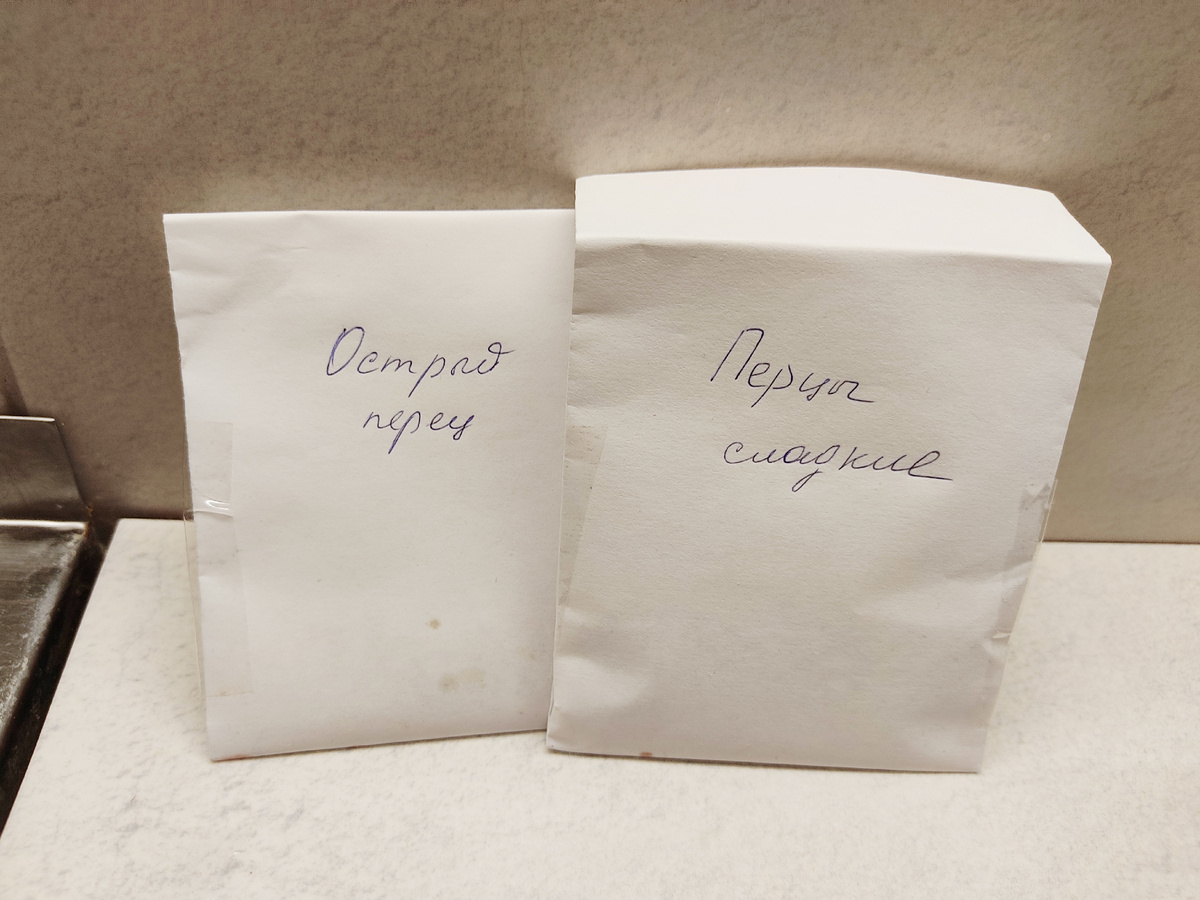 Острый
перец
Перцы
сладкие